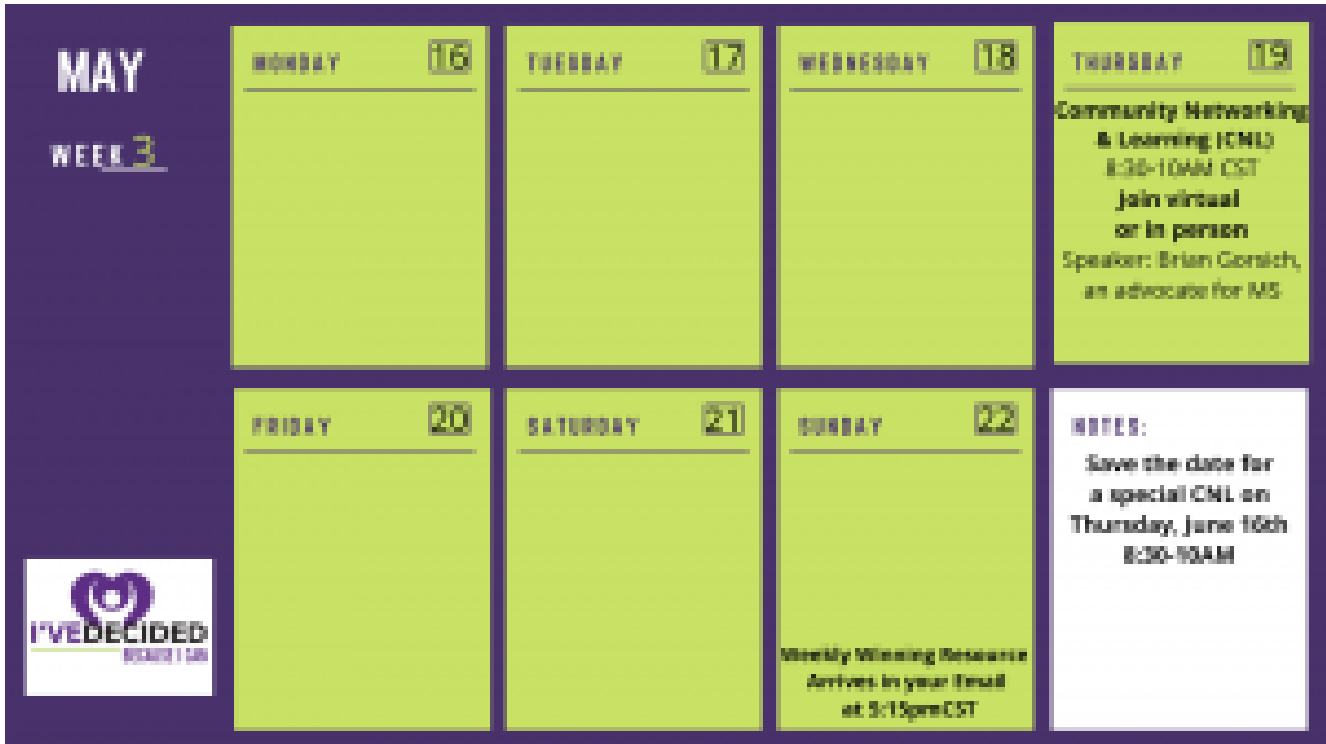 MAY
WEEK 3
MONDAY 16
TUESDAY 17
WEDNESDAY 18
THURSDAY 19
Community Networking
& Learning (CNL)
8:30-10AM CST
Join virtual
or in person
Speaker: Brian Gorsich,
an advocate for MS
FRIDAY 20
SATURDAY 21
SUNDAY 22
Weekly Winning Resource
Arrives in your Email
at 5:15pmCST
NOTES:
Save the date for
a special CNL on
Thursday, June 16th
8:30-10AM
I'VEDECIDED
BECAUSE I CAN